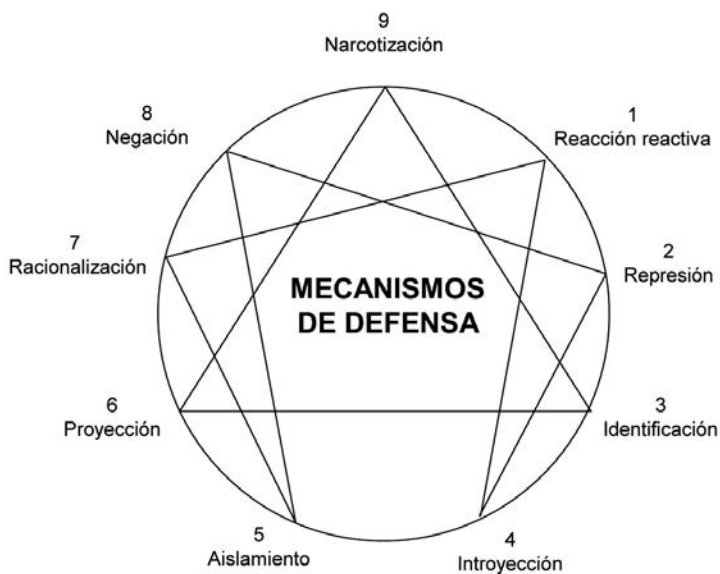 9
Narcotización
8
Negación
1
Reacción reactiva
7
Racionalización
2
Represión
MECANISMOS
DE DEFENSA
6
Proyección
3
Identificación
5
Aislamiento
4
Introyección